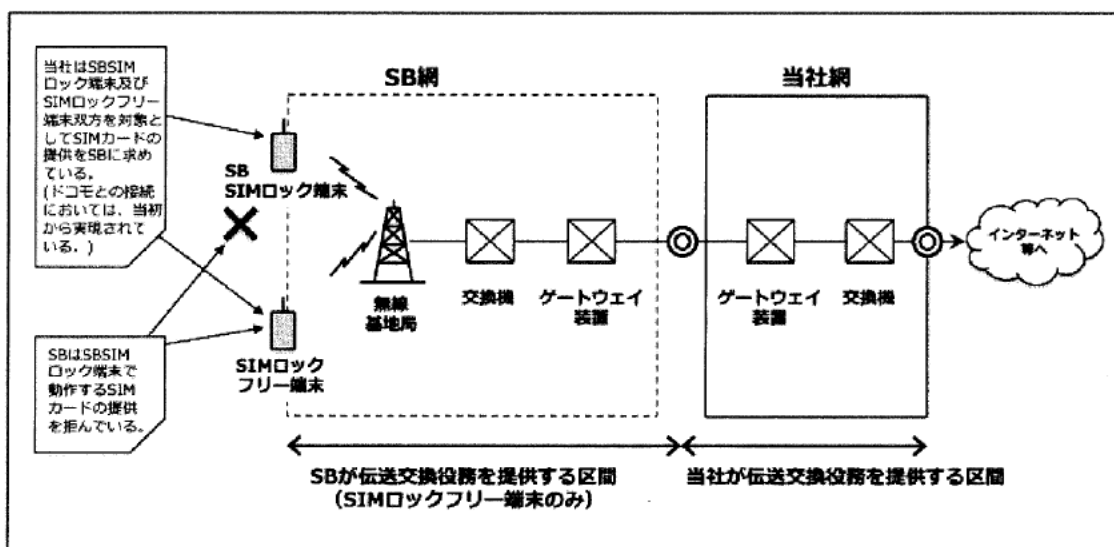 当社はSBSIM
ロック端末及び
SIMロックフリー
端末双方を対象と
してSIMカードの
提供をSBに求め
ている。
(ドコモとの接続
においては、当初
から実現されて
いる。)
SBはSBSIM
ロック端末で
動作するSIM
カードの提供
を拒んでいる。
SB網
SB
SIMロック端末
SIMロック
フリー端末
無線
基地局
交換機
ゲートウェイ
装置
当社網
ゲートウェイ
装置
交換機
インターネット
等へ
SBが伝送交換役務を提供する区間
(SIMロックフリー端末のみ)
当社が伝送交換役務を提供する区間